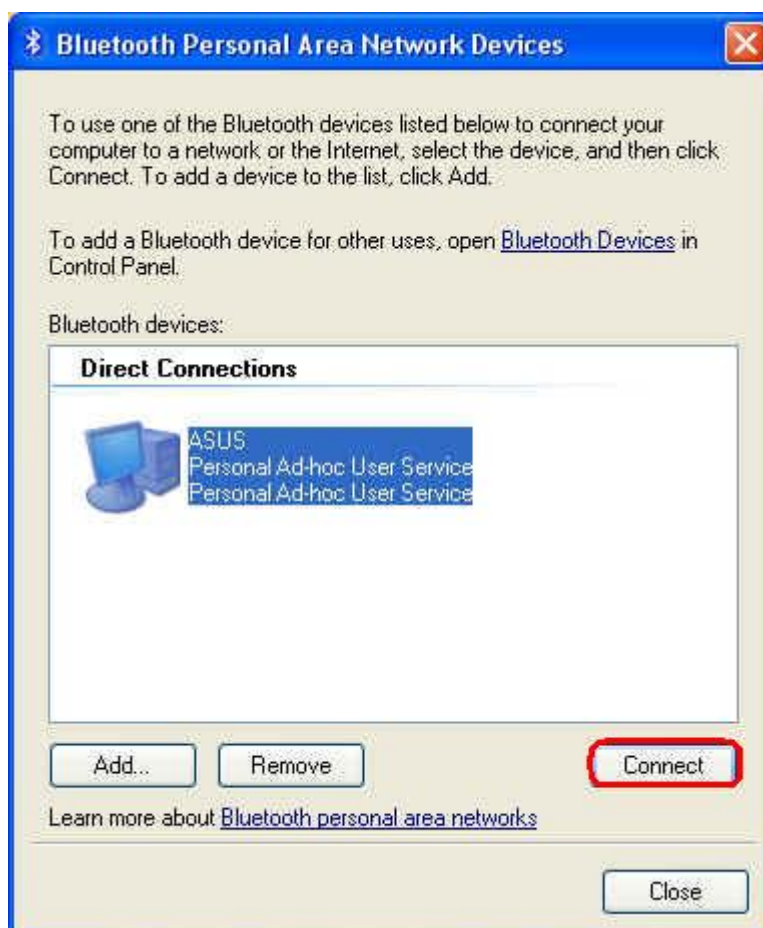 Bluetooth Personal Area Network Devices
To use one of the Bluetooth devices listed below to connect your
computer to a network or the Internet, select the device, and then click
Connect. To add a device to the list, click Add.
To add a Bluetooth device for other uses, open Bluetooth Devices in
Control Panel.
Bluetooth devices:
Direct Connections
ASUS
Personal Ad-hoc User Service
Personal Ad-hoc User Service
Add... Remove Connect
Learn more about Bluetooth personal area networks
Close